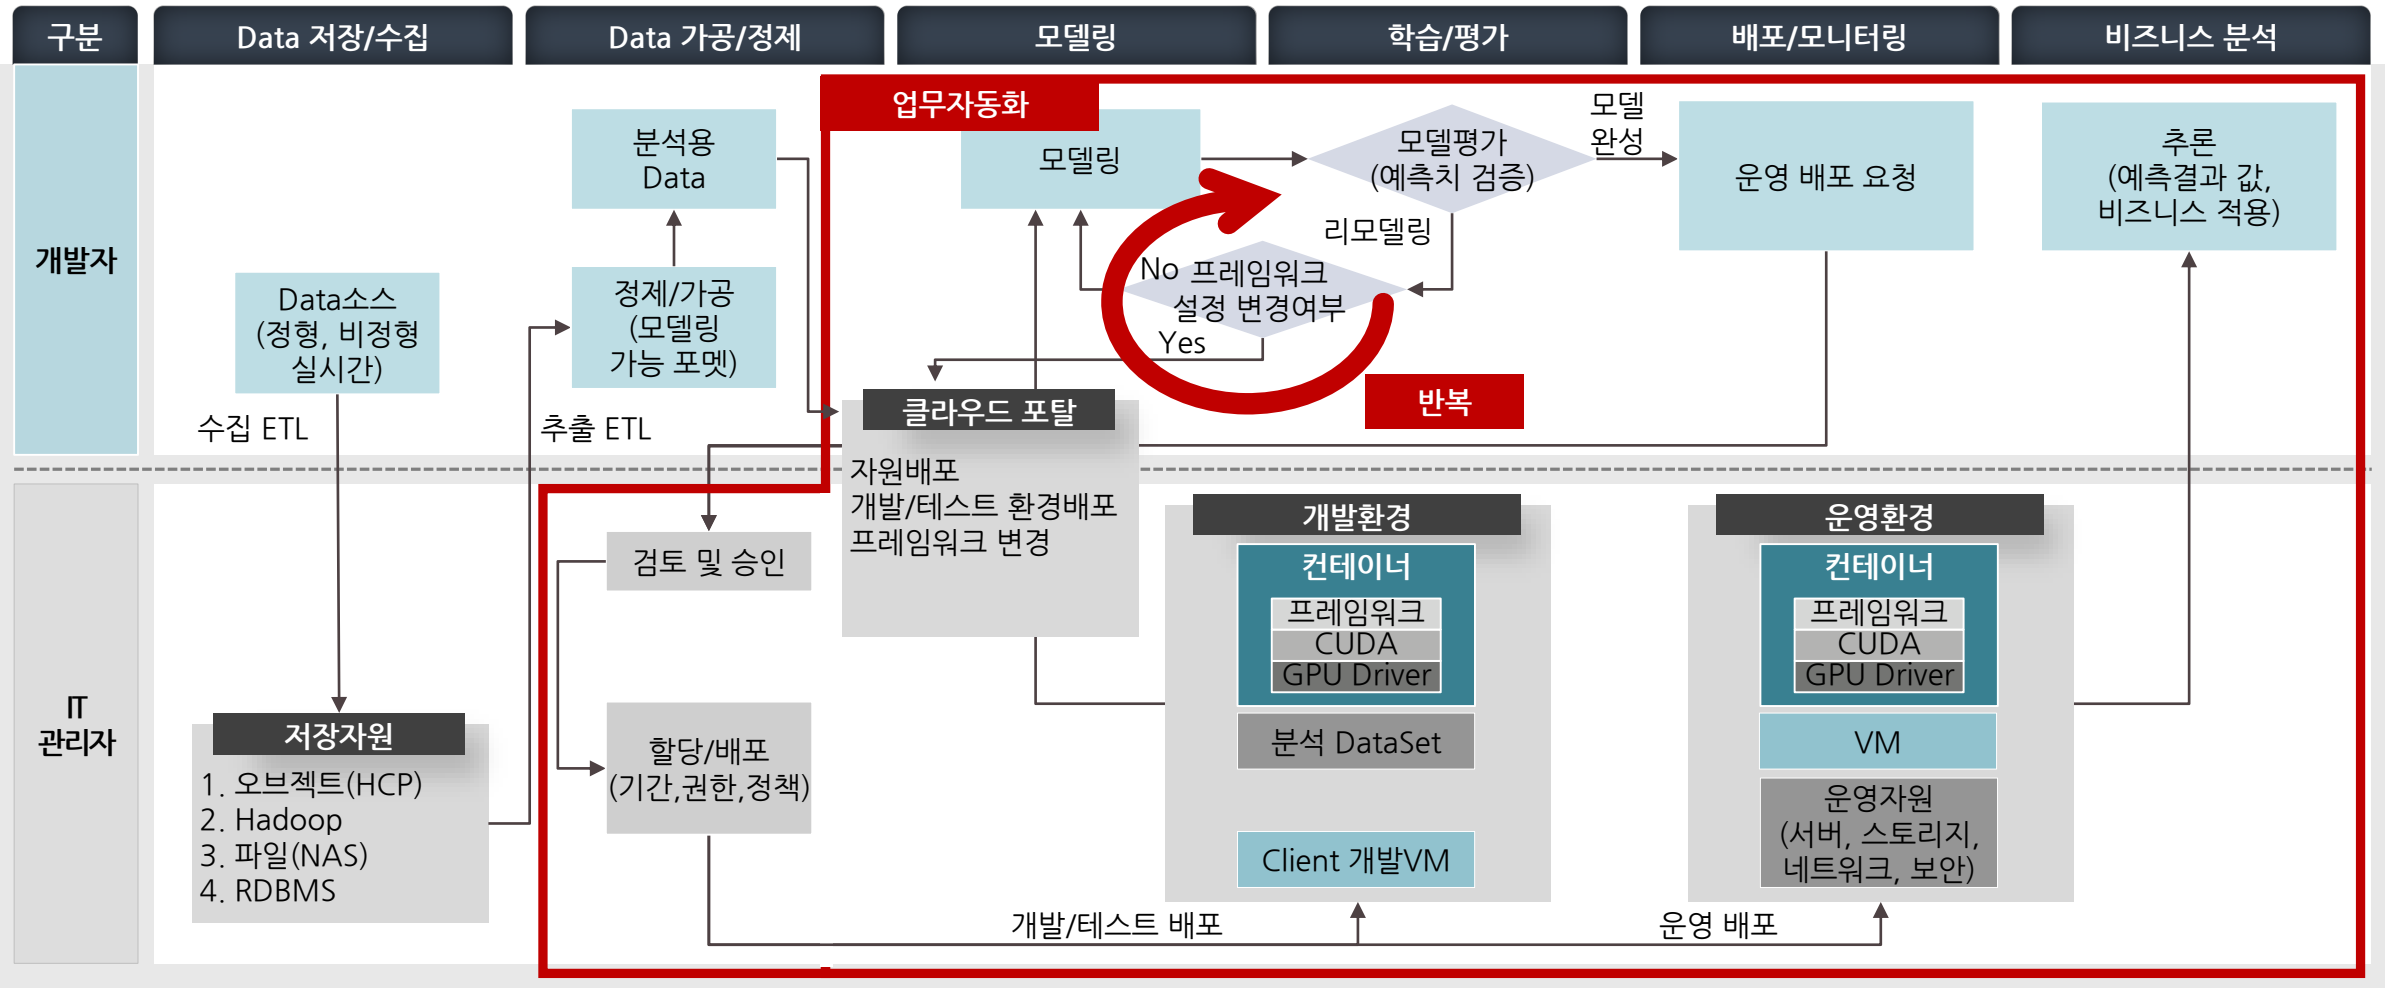 구분
Data 저장/수집
Data 가공/정제
모델링
학습/평가
배포/모니터링
비즈니스 분석
개발자
Data소스
(정형, 비정형
실시간)
수집 ETL
분석용
Data
정제/가공
(모델링
가능 포멧)
추출 ETL
업무자동화
모델링
모델평가
(예측치 검증)
모델
완성
운영 배포 요청
추론
(예측결과 값,
비즈니스 적용)
리모델링
No
프레임워크
설정 변경여부
Yes
반복
클라우드 포탈
자원배포
개발/테스트 환경배포
프레임워크 변경
IT
관리자
저장자원
1. 오브젝트(HCP)
2. Hadoop
3. 파일(NAS)
4. RDBMS
검토 및 승인
할당/배포
(기간,권한,정책)
개발환경
컨테이너
프레임워크
CUDA
GPU Driver
분석 DataSet
Client 개발VM
개발/테스트 배포
운영환경
컨테이너
프레임워크
CUDA
GPU Driver
VM
운영자원
(서버, 스토리지,
네트워크, 보안)
운영 배포